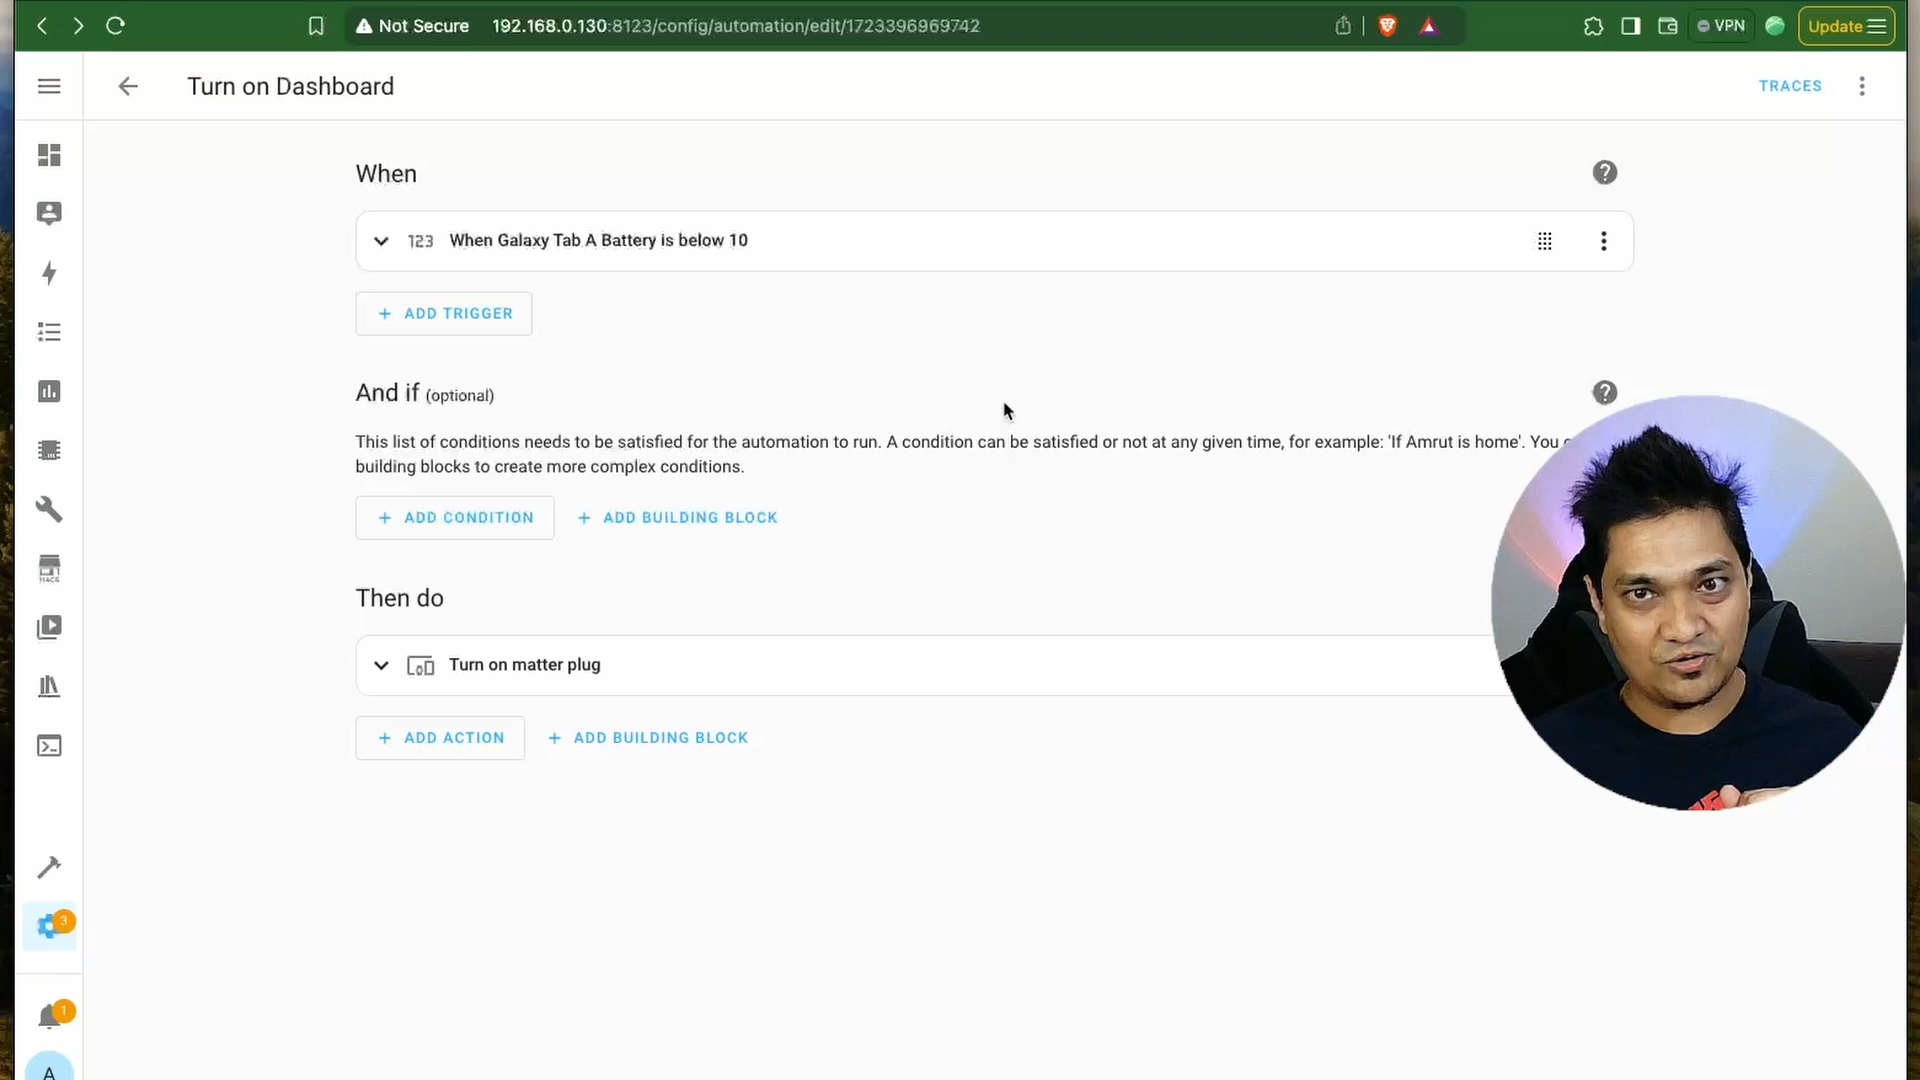 Not Secure 192.168.0.130:8123/config/automation/edit/1723396969742 VPN Update
Turn on Dashboard TRACES
When
123 When Galaxy Tab A Battery is below 10
+ ADD TRIGGER
And if (optional)
This list of conditions needs to be satisfied for the automation to run. A condition can be satisfied or not at any given time, for example: 'If Amrut is home'. You
building blocks to create more complex conditions.
+ ADD CONDITION + ADD BUILDING BLOCK
HACS
Then do
Turn on matter plug
+ ADD ACTION + ADD BUILDING BLOCK
3
1
A